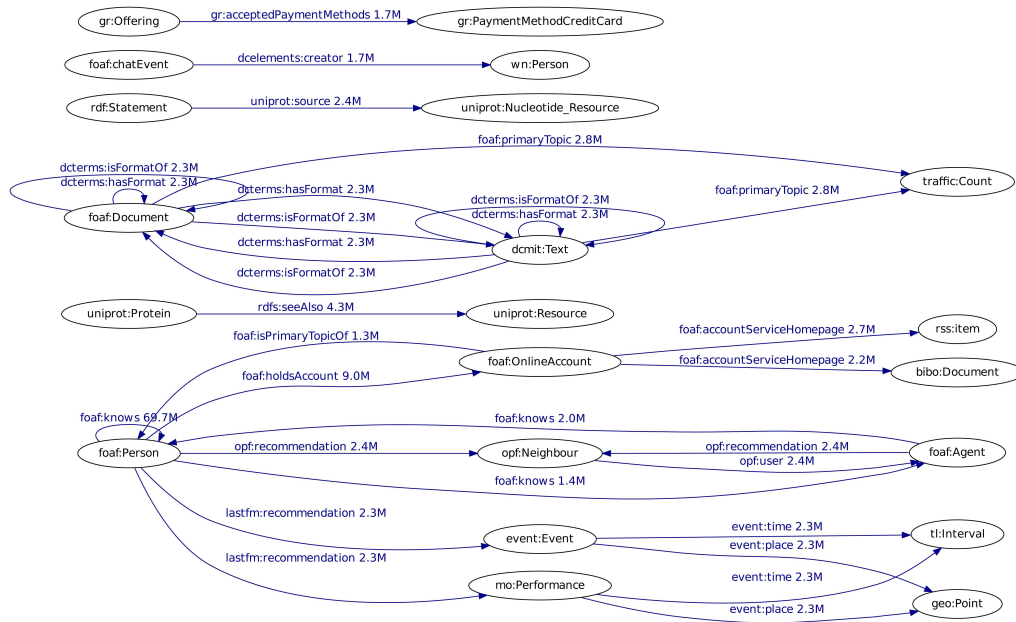 gr:Offering
gr:acceptedPaymentMethods 1.7M
gr:PaymentMethodCreditCard
foaf:chatEvent
dcelements:creator 1.7M
wn:Person
rdf:Statement
uniprot:source 2.4M
uniprot:Nucleotide_Resource
foaf:primaryTopic 2.8M
dcterms:isFormatOf 2.3M
dcterms:hasFormat 2.3M
dcterms:hasFormat 2.3M
foaf:primaryTopic 2.8M
traffic:Count
dcterms:isFormatOf 2.3M
dcterms:hasFormat 2.3M
foaf:Document
dcterms:isFormatOf 2.3M
dcterms:hasFormat 2.3M
dcmit:Text
dcterms:isFormatOf 2.3M
uniprot:Protein
rdfs:seeAlso 4.3M
uniprot:Resource
foaf:isPrimaryTopicOf 1.3M
foaf:OnlineAccount
foaf:accountServiceHomepage 2.7M
rss:item
foaf:holdsAccount 9.0M
foaf:accountServiceHomepage 2.2M
bibo:Document
foaf:knows 69.7M
foaf:knows 2.0M
foaf:Person
opf:recommendation 2.4M
opf:Neighbour
opf:recommendation 2.4M
foaf:Agent
opf:user 2.4M
foaf:knows 1.4M
lastfm:recommendation 2.3M
event:Event
event:time 2.3M
tl:Interval
event:place 2.3M
lastfm:recommendation 2.3M
mo:Performance
event:time 2.3M
event:place 2.3M
geo:Point